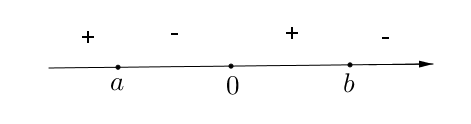 + - + -
a 0 b